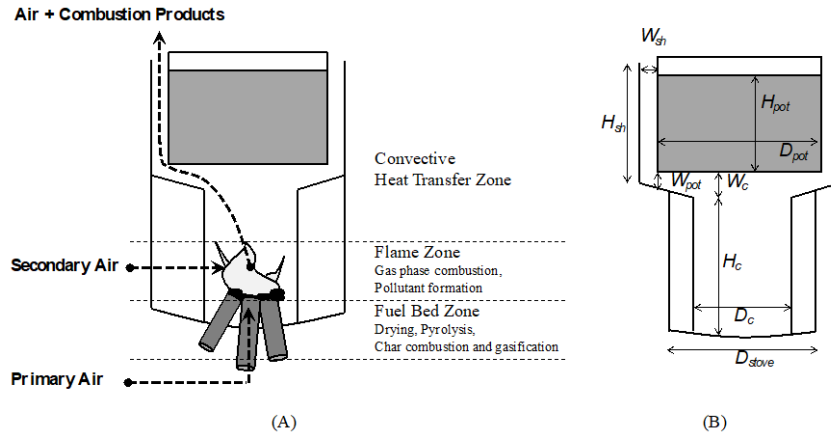 Air + Combustion Products
Convective
Heat Transfer Zone
Secondary Air
Flame Zone
Gas phase combustion,
Pollutant formation
Fuel Bed Zone
Drying, Pyrolysis,
Char combustion and gasification
Primary Air
(A)
W_sh
H_sh
H_pot
D_pot
W_pot
W_c
H_c
D_c
D_stove
(B)